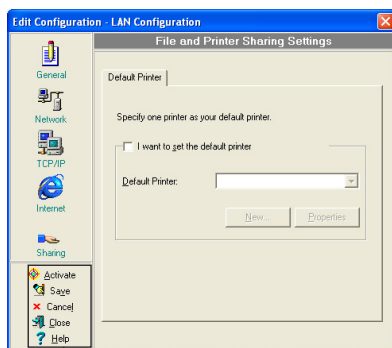 Edit Configuration - LAN Configuration
File and Printer Sharing Settings
General
Network
TCP/IP
Internet
Sharing
Activate
Save
Cancel
Close
Help
Default Printer
Specify one printer as your default printer.
I want to set the default printer
Default Printer:
New...
Properties